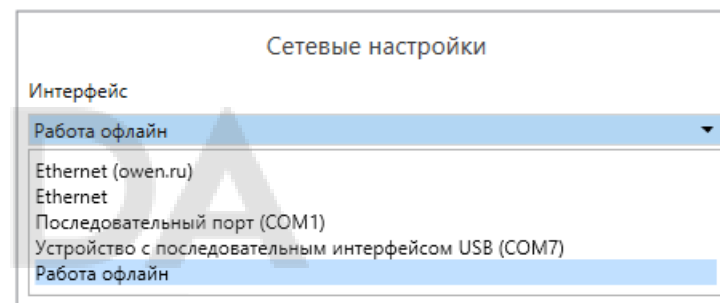 Сетевые настройки
Интерфейс
Работа офлайн
Ethernet (owen.ru)
Ethernet
Последовательный порт (COM1)
Устройство с последовательным интерфейсом USB (COM7)
Работа офлайн
DA